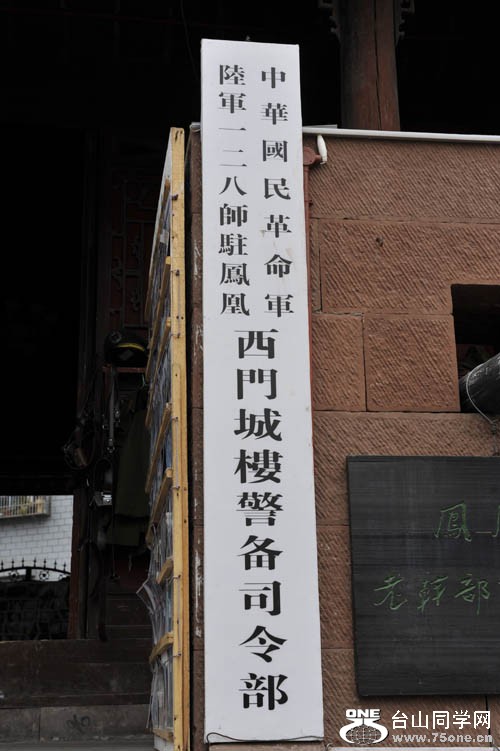 中華國民革命軍
陸軍一二八師駐鳳凰
西門城樓警备司令部
鳳
老幹部
ONE 台山同学网
www.75one.cn